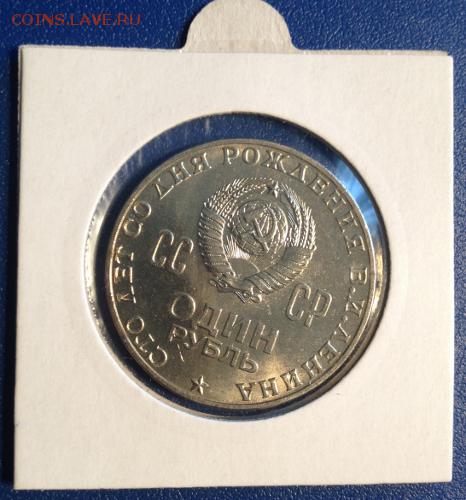 COINS.LAVE.RU
СТО ЛЕТ СО ДНЯ РОЖДЕНИЯ В.И.ЛЕНИНА
СС СР
ОДИН
РУБЛЬ